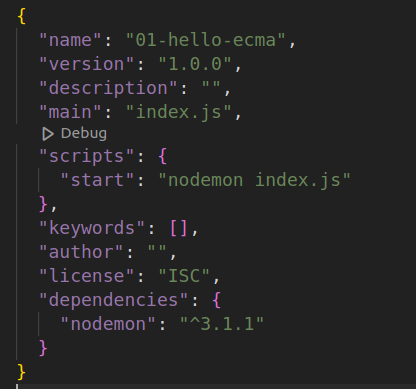 {
  "name": "01-hello-ecma",
  "version": "1.0.0",
  "description": "",
  "main": "index.js",
  Debug
  "scripts": {
    "start": "nodemon index.js"
  },
  "keywords": [],
  "author": "",
  "license": "ISC",
  "dependencies": {
    "nodemon": "^3.1.1"
  }
}